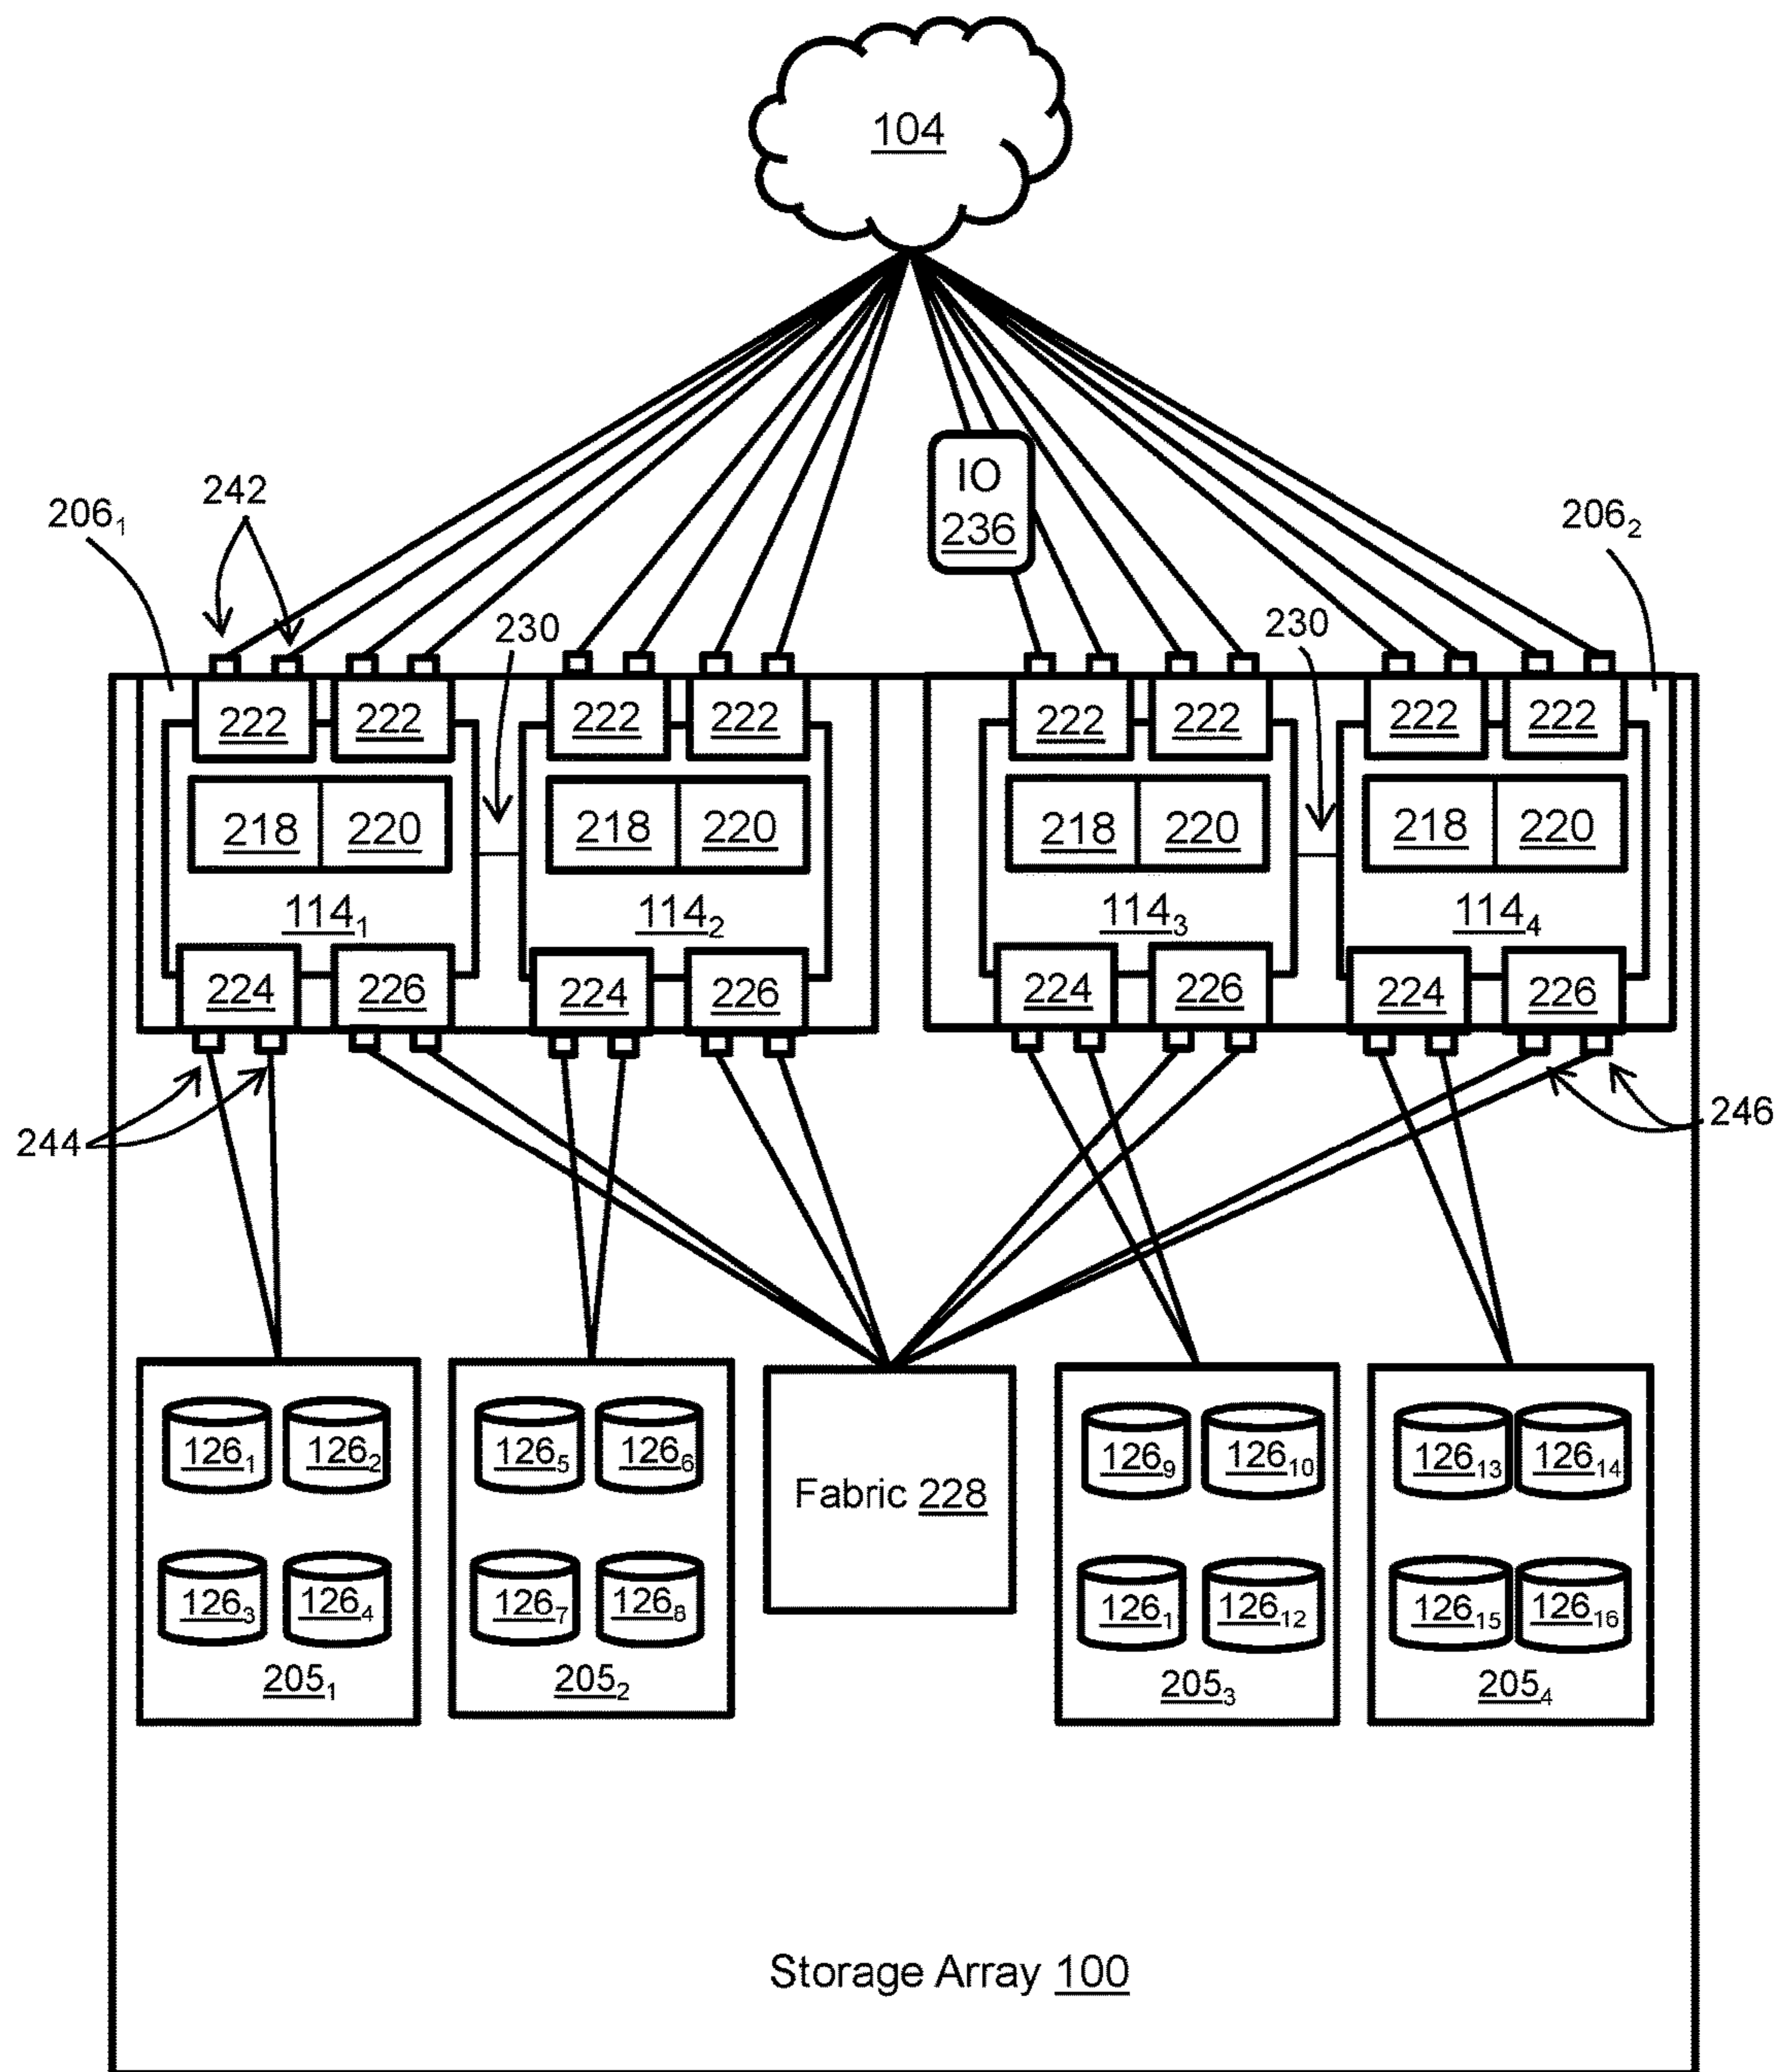 104
IO
236
242
206₁
206₂
230
230
222 222 222 222 222 222 222 222
218 220 218 220 218 220 218 220
114₁ 114₂ 114₃ 114₄
224 226 224 226 224 226 224 226
244
246
126₁ 126₂ 126₅ 126₆ 126₉ 126₁₀ 126₁₃ 126₁₄
Fabric 228
126₃ 126₄ 126₇ 126₈ 126₁ 126₁₂ 126₁₅ 126₁₆
205₁ 205₂ 205₃ 205₄
Storage Array 100